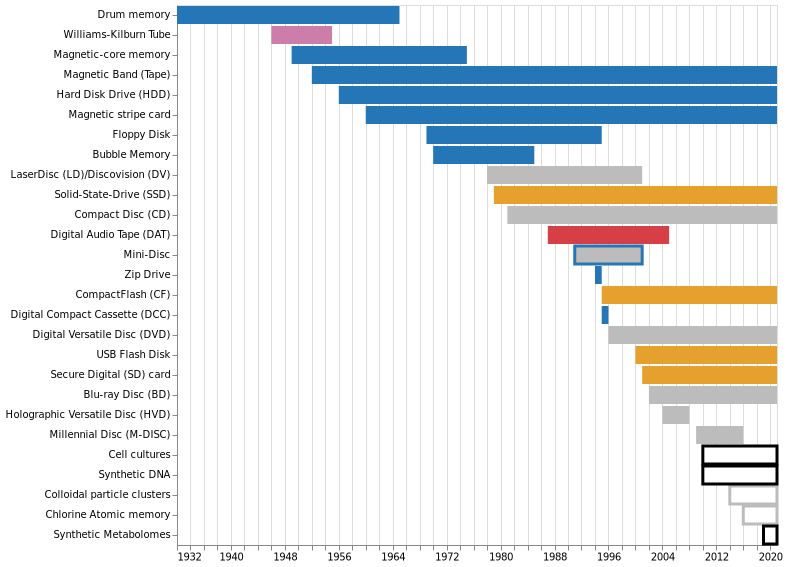 Drum memory
Williams-Kilburn Tube
Magnetic-core memory
Magnetic Band (Tape)
Hard Disk Drive (HDD)
Magnetic stripe card
Floppy Disk
Bubble Memory
LaserDisc (LD)/Discovision (DV)
Solid-State-Drive (SSD)
Compact Disc (CD)
Digital Audio Tape (DAT)
Mini-Disc
Zip Drive
CompactFlash (CF)
Digital Compact Cassette (DCC)
Digital Versatile Disc (DVD)
USB Flash Disk
Secure Digital (SD) card
Blu-ray Disc (BD)
Holographic Versatile Disc (HVD)
Millennial Disc (M-DISC)
Cell cultures
Synthetic DNA
Colloidal particle clusters
Chlorine Atomic memory
Synthetic Metabolomes
1932 1940 1948 1956 1964 1972 1980 1988 1996 2004 2012 2020